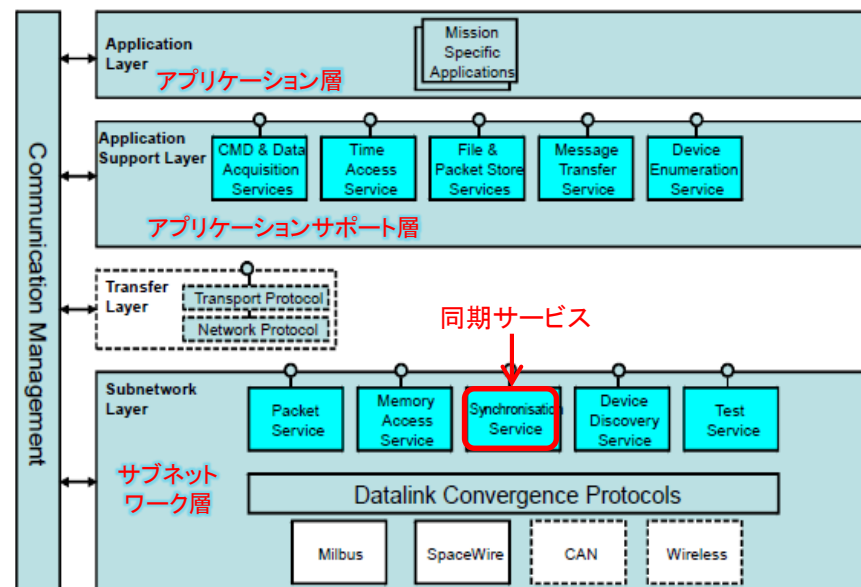 Communication Management
Application
Layer
アプリケーション層
Mission
Specific
Applications
Application
Support Layer
CMD & Data
Acquisition
Services
Time
Access
Service
File &
Packet Store
Services
Message
Transfer
Service
Device
Enumeration
Service
アプリケーションサポート層
Transfer
Layer
Transport Protocol
Network Protocol
同期サービス
Subnetwork
Layer
Packet
Service
Memory
Access
Service
Synchronisation
Service
Device
Discovery
Service
Test
Service
サブネット
ワーク層
Datalink Convergence Protocols
Milbus
SpaceWire
CAN
Wireless